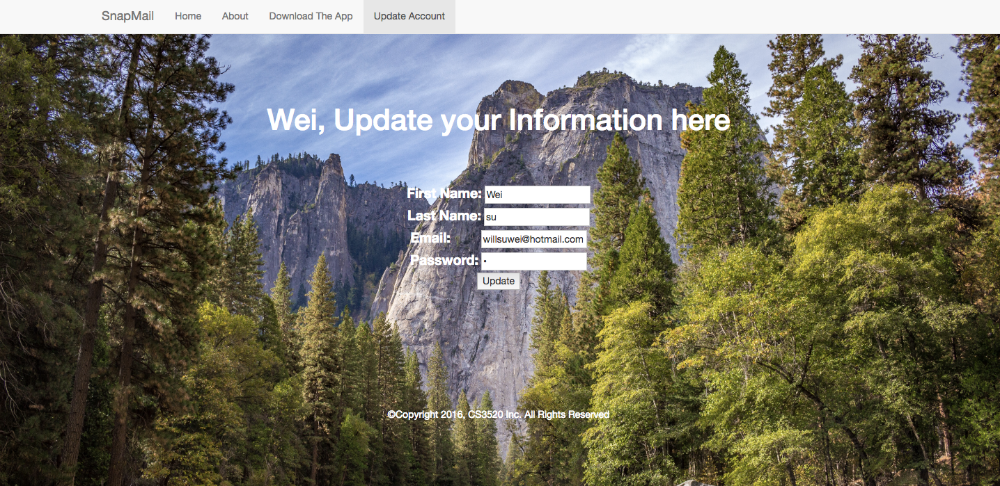 SnapMail Home About Download The App Update Account
Wei, Update your Information here
First Name: Wei
Last Name: su
Email: willsuwei@hotmail.com
Password: •
Update
©Copyright 2016, CS3520 Inc. All Rights Reserved